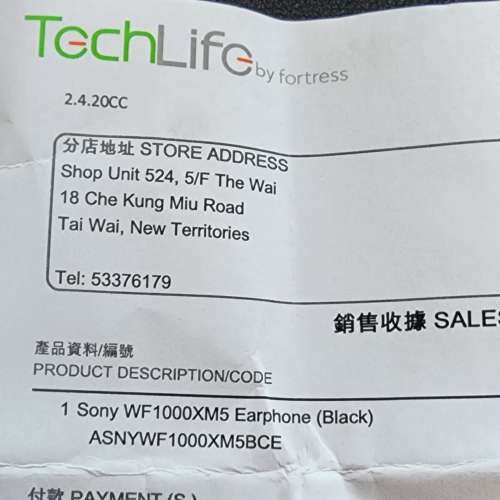 TechLife by fortress
2.4.20CC
分店地址 STORE ADDRESS
Shop Unit 524, 5/F The Wai
18 Che Kung Miu Road
Tai Wai, New Territories
Tel: 53376179
銷售收據 SALES
產品資料/編號
PRODUCT DESCRIPTION/CODE
1 Sony WF1000XM5 Earphone (Black)
ASNYWF1000XM5BCE
付款 PAYMENT (S )